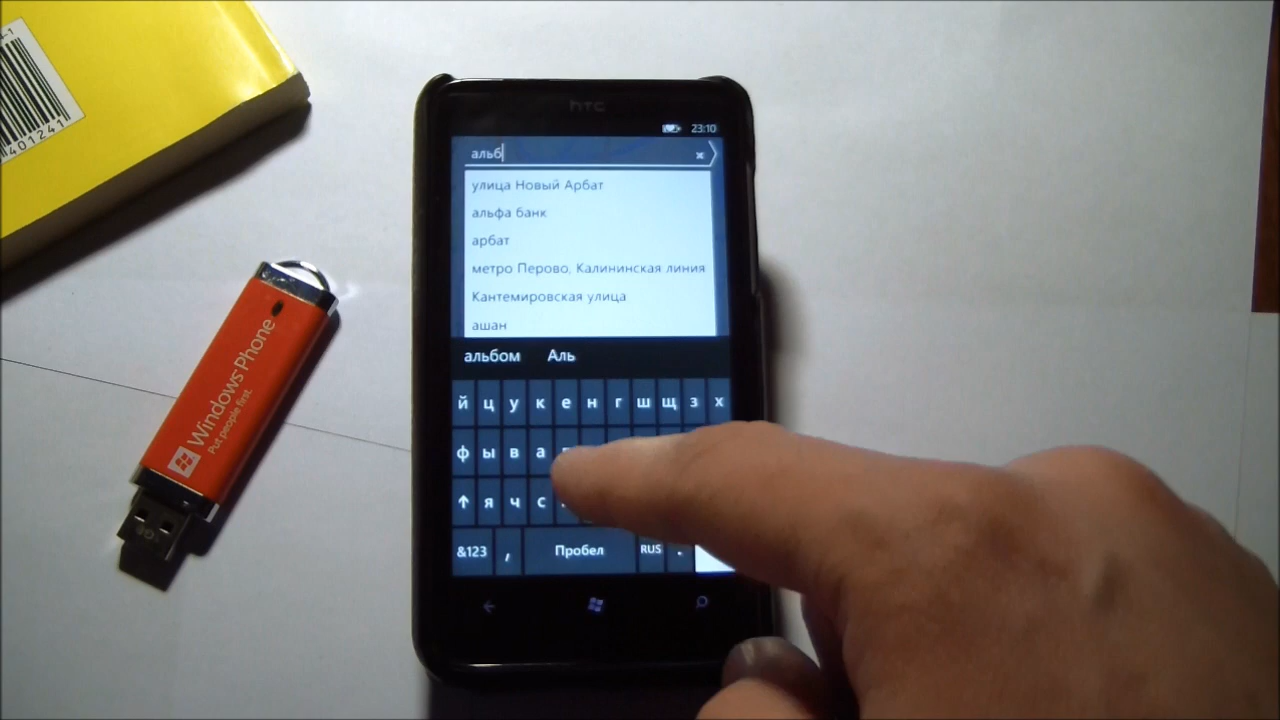 401241
Windows Phone
Put people first.
hTC
23:10
альб
улица Новый Арбат
альфа банк
арбат
метро Перово, Калининская линия
Кантемировская улица
ашан
альбом Аль
й ц у к е н г ш щ з х
ф ы в а
я ч с
&123 , Пробел RUS .